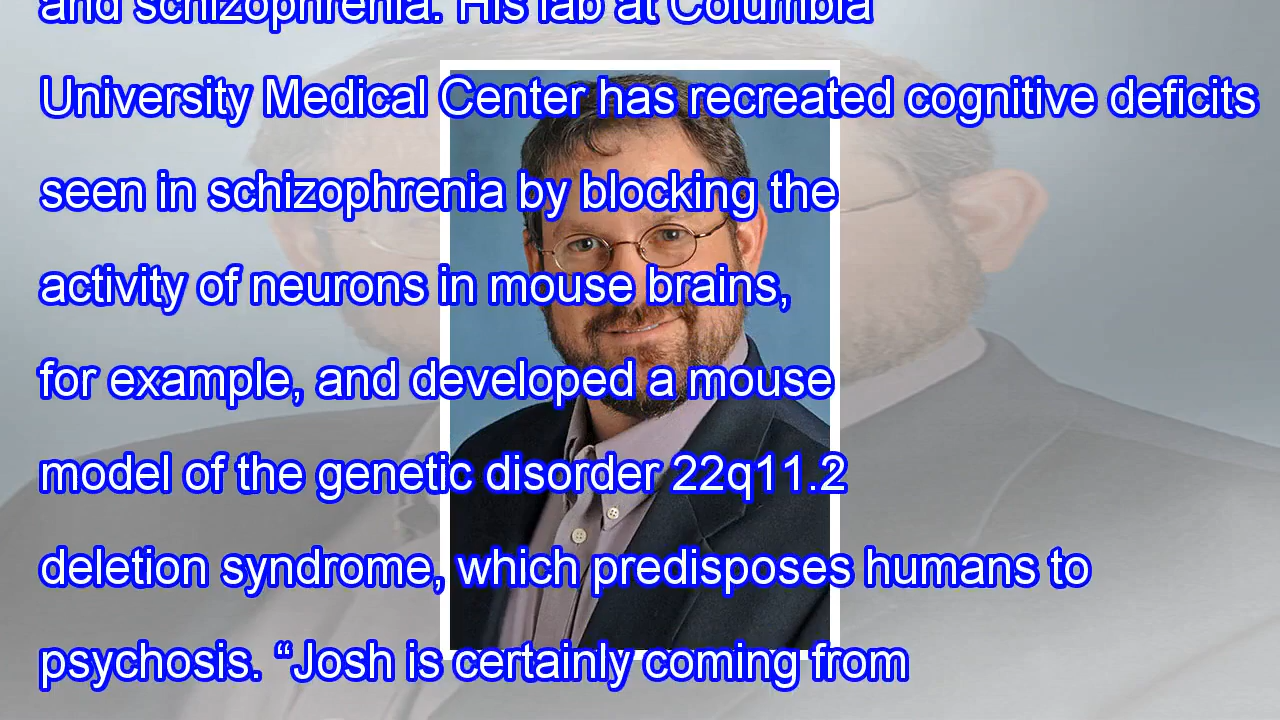 and schizophrenia. His lab at Columbia
University Medical Center has recreated cognitive deficits
seen in schizophrenia by blocking the
activity of neurons in mouse brains,
for example, and developed a mouse
model of the genetic disorder 22q11.2
deletion syndrome, which predisposes humans to
psychosis. “Josh is certainly coming from